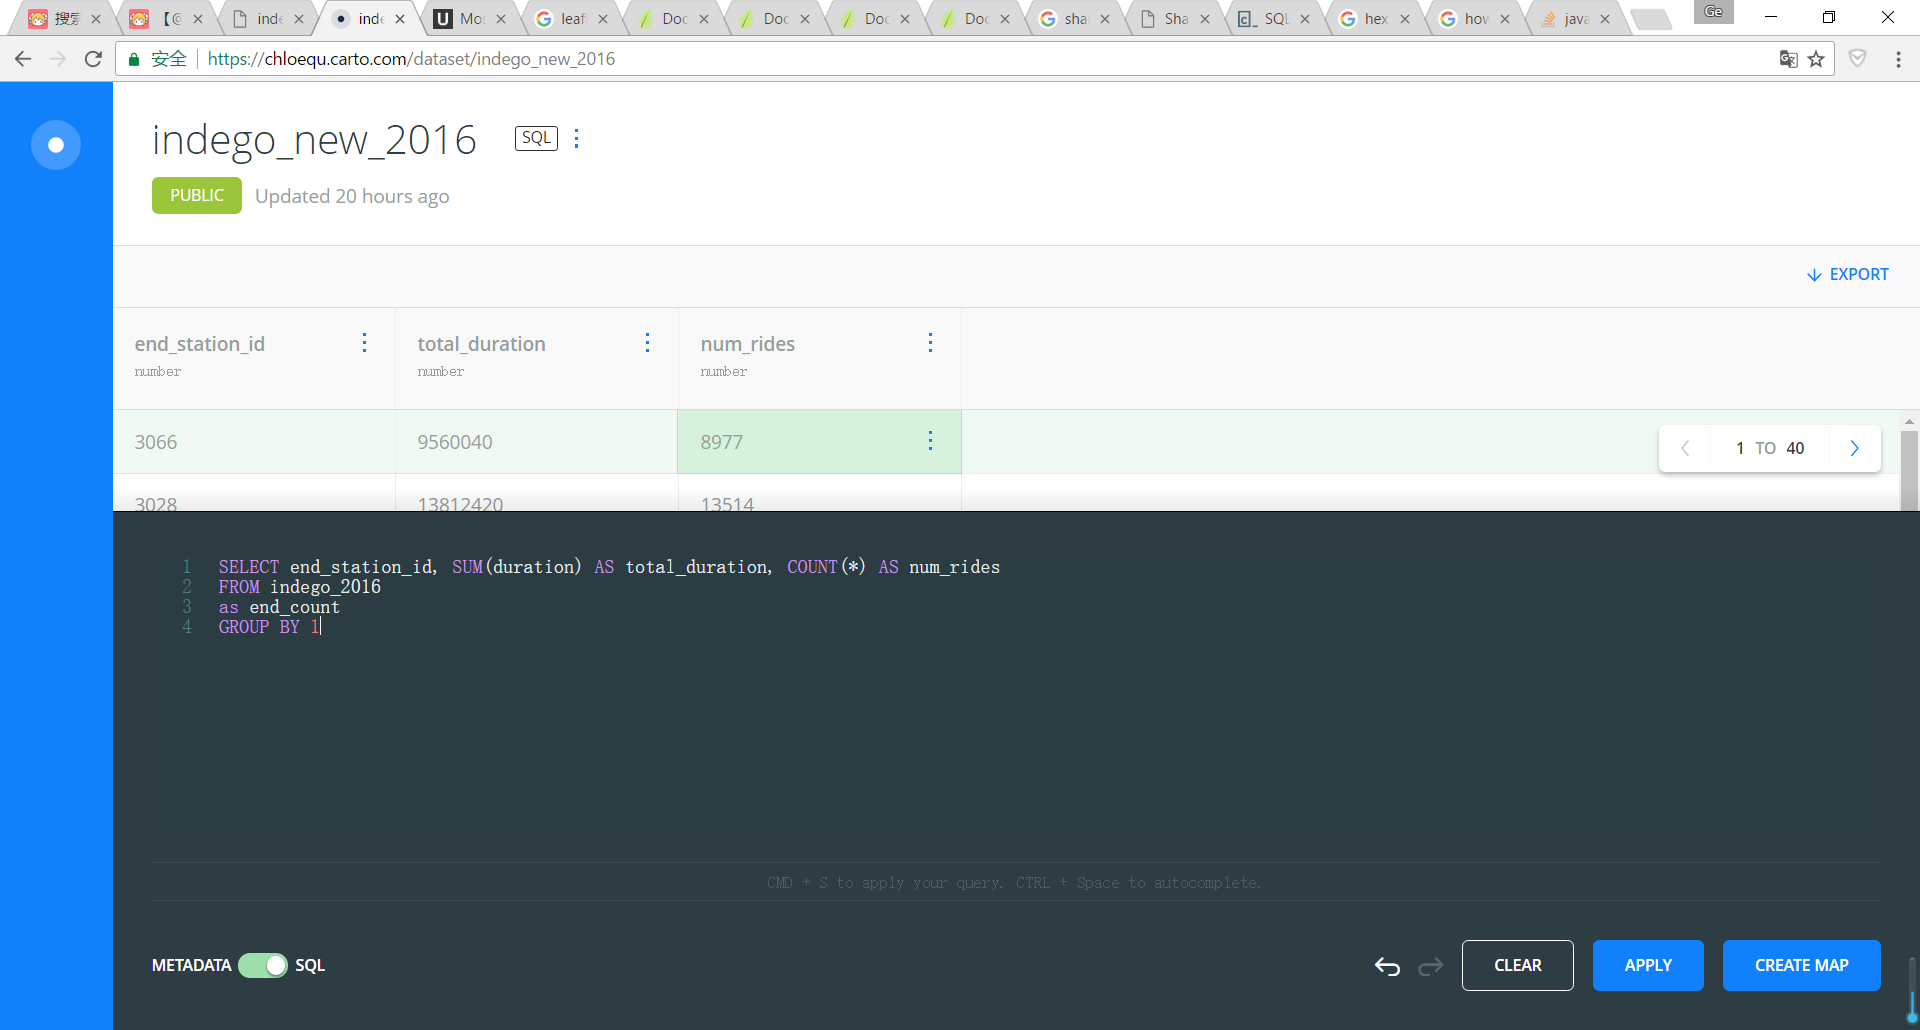 搜索
【@
inde
inde
Mos
leaf
Doc
Doc
Doc
Doc
sha
Sha
SQL
hex
how
java
Ge
安全
https://chloequ.carto.com/dataset/indego_new_2016
indego_new_2016
SQL
PUBLIC
Updated 20 hours ago
EXPORT
end_station_id
total_duration
num_rides
number
number
number
3066
9560040
8977
1 TO 40
3028
13812420
13514
1 SELECT end_station_id, SUM(duration) AS total_duration, COUNT(*) AS num_rides
2 FROM indego_2016
3 as end_count
4 GROUP BY 1
CMD + S to apply your query. CTRL + Space to autocomplete.
METADATA
SQL
CLEAR
APPLY
CREATE MAP